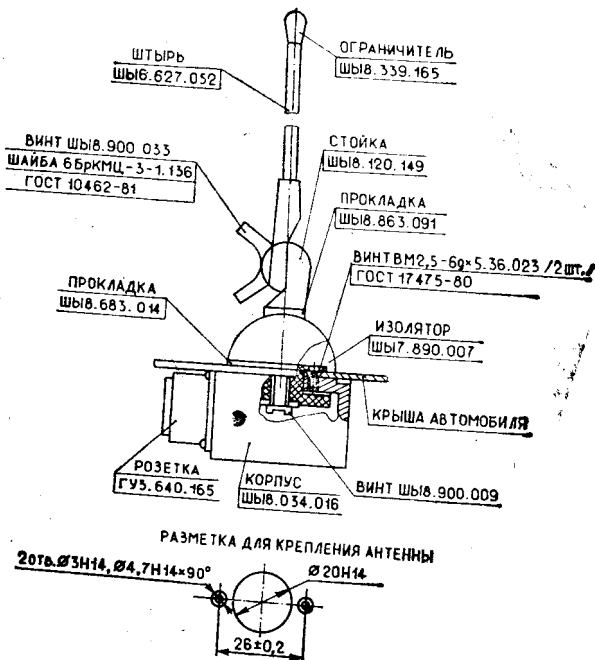 ОГРАНИЧИТЕЛЬ
ШЫ8.339.165
ШТЫРЬ
ШЫ6.627.052
ВИНТ ШЫ8.900 033
ШАЙБА 6БрКМЦ-3-1.136
ГОСТ 10462-81
СТОЙКА
ШЫ8.120.149
ПРОКЛАДКА
ШЫ8.863.091
ВИНТ ВМ2,5-6g×5.36.023 /2 шт./
ГОСТ 17475-80
ПРОКЛАДКА
ШЫ8.683.014
ИЗОЛЯТОР
ШЫ7.890.007
КРЫША АВТОМОБИЛЯ
РОЗЕТКА
ГУ3.640.165
КОРПУС
ШЫ8.034.016
ВИНТ ШЫ8.900.009
РАЗМЕТКА ДЛЯ КРЕПЛЕНИЯ АНТЕННЫ
2отв.Ø3Н14, Ø4,7Н14×90°
Ø20Н14
26±0,2